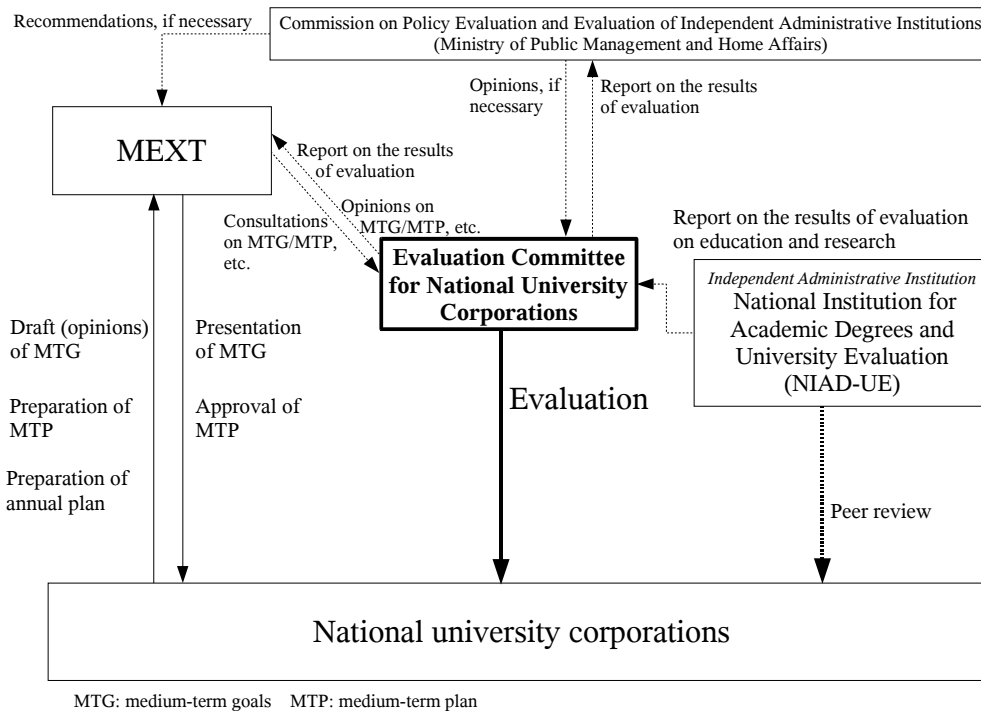 Recommendations, if necessary
Commission on Policy Evaluation and Evaluation of Independent Administrative Institutions
(Ministry of Public Management and Home Affairs)
Opinions, if
necessary
Report on the results
of evaluation
MEXT
Report on the results
of evaluation
Opinions on
MTG/MTP, etc.
Consultations
on MTG/MTP,
etc.
Evaluation Committee
for National University
Corporations
Report on the results of evaluation
on education and research
Independent Administrative Institution
National Institution for
Academic Degrees and
University Evaluation
(NIAD-UE)
Draft (opinions)
of MTG
Presentation
of MTG
Preparation of
MTP
Approval of
MTP
Preparation of
annual plan
Evaluation
Peer review
National university corporations
MTG: medium-term goals MTP: medium-term plan